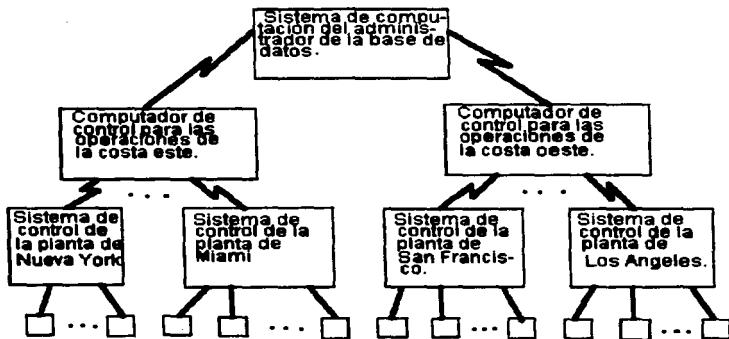 Sistema de compu-
tación del adminis-
trador de la base de
datos.
Computador de
control para las
operaciones de
la costa este.
Computador de
control para las
operaciones de
la costa oeste.
. . .
. . .
Sistema de
control de
la planta de
Nueva York
Sistema de
control de la
planta de
Miami
Sistema de
control de la
planta de
San Francis-
co.
Sistema de
control de la
planta de
Los Angeles.
... ... ... ...